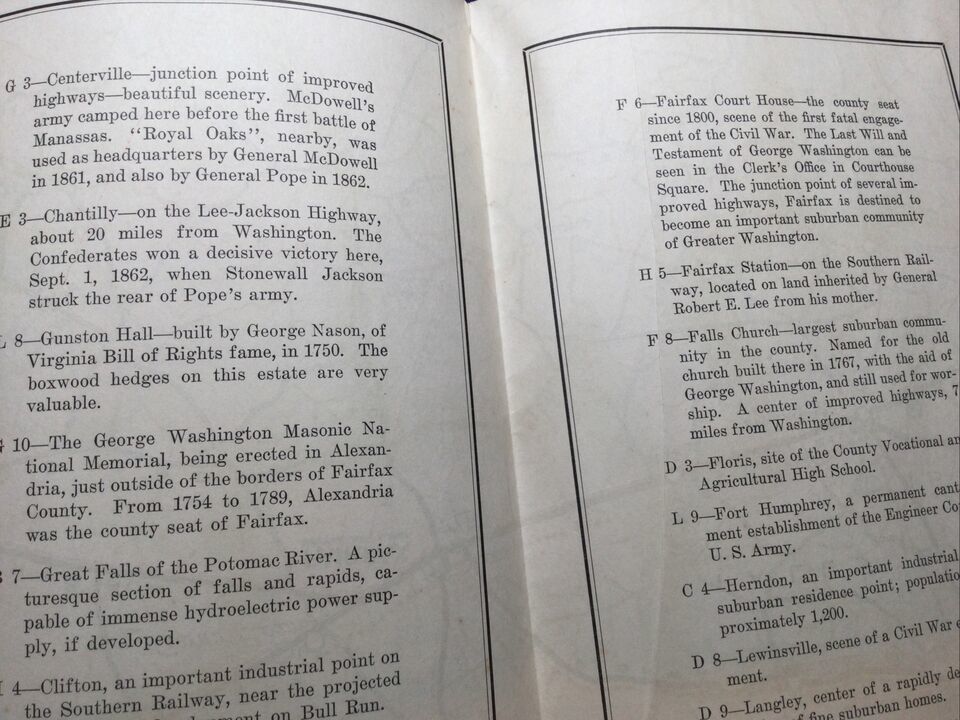 G 3—Centerville—junction point of improved
highways—beautiful scenery. McDowell's
army camped here before the first battle of
Manassas. "Royal Oaks", nearby, was
used as headquarters by General McDowell
in 1861, and also by General Pope in 1862.
E 3—Chantilly—on the Lee-Jackson Highway,
about 20 miles from Washington. The
Confederates won a decisive victory here,
Sept. 1, 1862, when Stonewall Jackson
struck the rear of Pope's army.
L 8—Gunston Hall—built by George Nason, of
Virginia Bill of Rights fame, in 1750. The
boxwood hedges on this estate are very
valuable.
G 10—The George Washington Masonic Na-
tional Memorial, being erected in Alexan-
dria, just outside of the borders of Fairfax
County. From 1754 to 1789, Alexandria
was the county seat of Fairfax.
7—Great Falls of the Potomac River. A pic-
turesque section of falls and rapids, ca-
pable of immense hydroelectric power sup-
ply, if developed.
4—Clifton, an important industrial point on
the Southern Railway, near the projected
on Bull Run.
F 6—Fairfax Court House—the county seat
since 1800, scene of the first fatal engage-
ment of the Civil War. The Last Will and
Testament of George Washington can be
seen in the Clerk's Office in Courthouse
Square. The junction point of several im-
proved highways, Fairfax is destined to
become an important suburban community
of Greater Washington.
H 5—Fairfax Station—on the Southern Rail-
way, located on land inherited by General
Robert E. Lee from his mother.
F 8—Falls Church—largest suburban commu-
nity in the county. Named for the old
church built there in 1767, with the aid of
George Washington, and still used for wor-
ship. A center of improved highways, 7
miles from Washington.
D 3—Floris, site of the County Vocational an
Agricultural High School.
L 9—Fort Humphrey, a permanent cant
ment establishment of the Engineer Co
U. S. Army.
C 4—Herndon, an important industrial
suburban residence point; populatio
proximately 1,200.
D 8—Lewinsville, scene of a Civil War e
ment.
D 9—Langley, center of a rapidly de
of fine suburban homes.